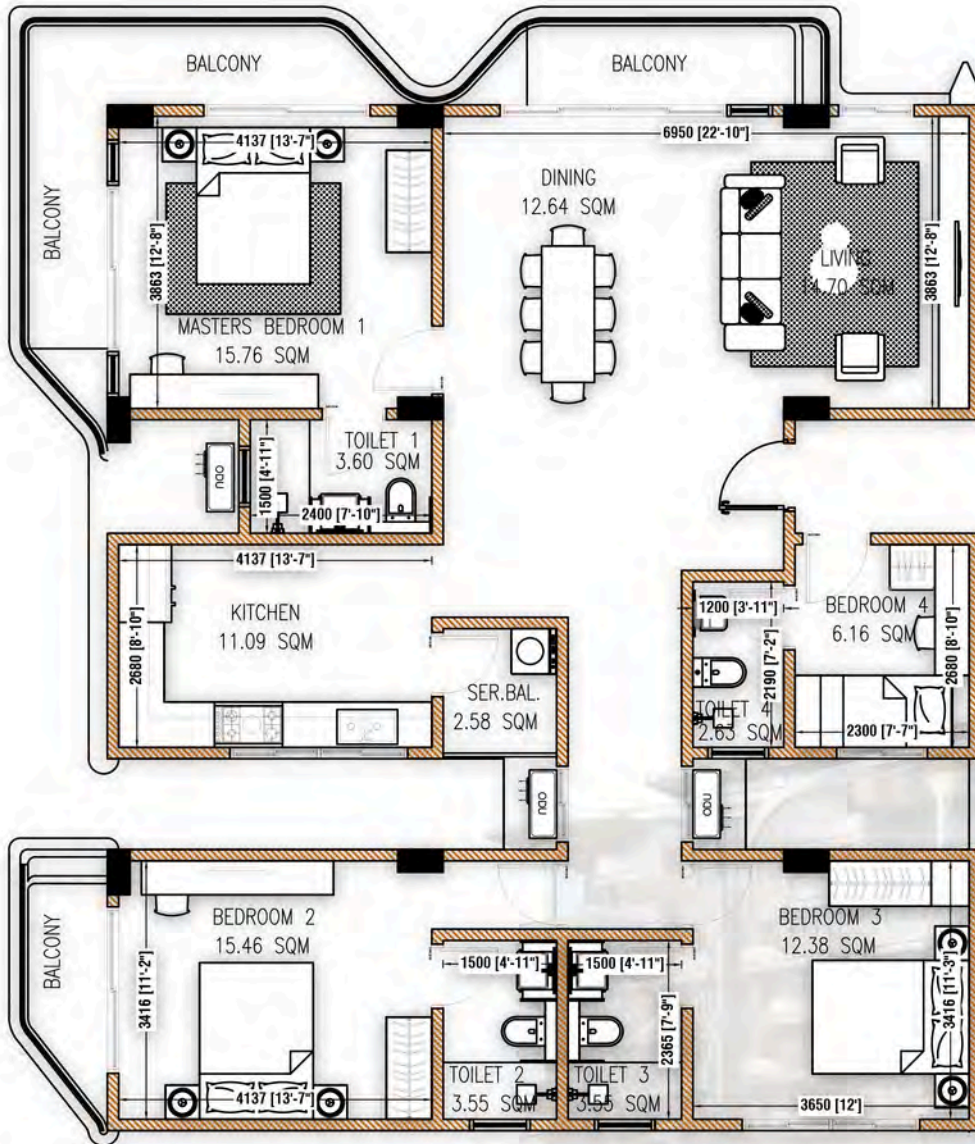 BALCONY
BALCONY
4137 [13'-7"]
6950 [22'-10"]
DINING
12.64 SQM
BALCONY
3863 [12'-8"]
LIVING
14.70 SQM
3863 [12'-8"]
MASTERS BEDROOM 1
15.76 SQM
TOILET 1
3.60 SQM
ODU
1500 [4'-11"]
2400 [7'-10"]
4137 [13'-7"]
KITCHEN
11.09 SQM
2680 [8'-10"]
1200 [3'-11"]
BEDROOM 4
6.16 SQM
2680 [8'-10"]
2190 [7'-2"]
SER.BAL.
2.58 SQM
TOILET 4
2.63 SQM
2300 [7'-7"]
ODU
ODU
BEDROOM 2
15.46 SQM
BEDROOM 3
12.38 SQM
BALCONY
3416 [11'-2"]
1500 [4'-11"]
1500 [4'-11"]
2365 [7'-9"]
3416 [11'-3"]
TOILET 2
3.55 SQM
TOILET 3
3.55 SQM
4137 [13'-7"]
3650 [12']